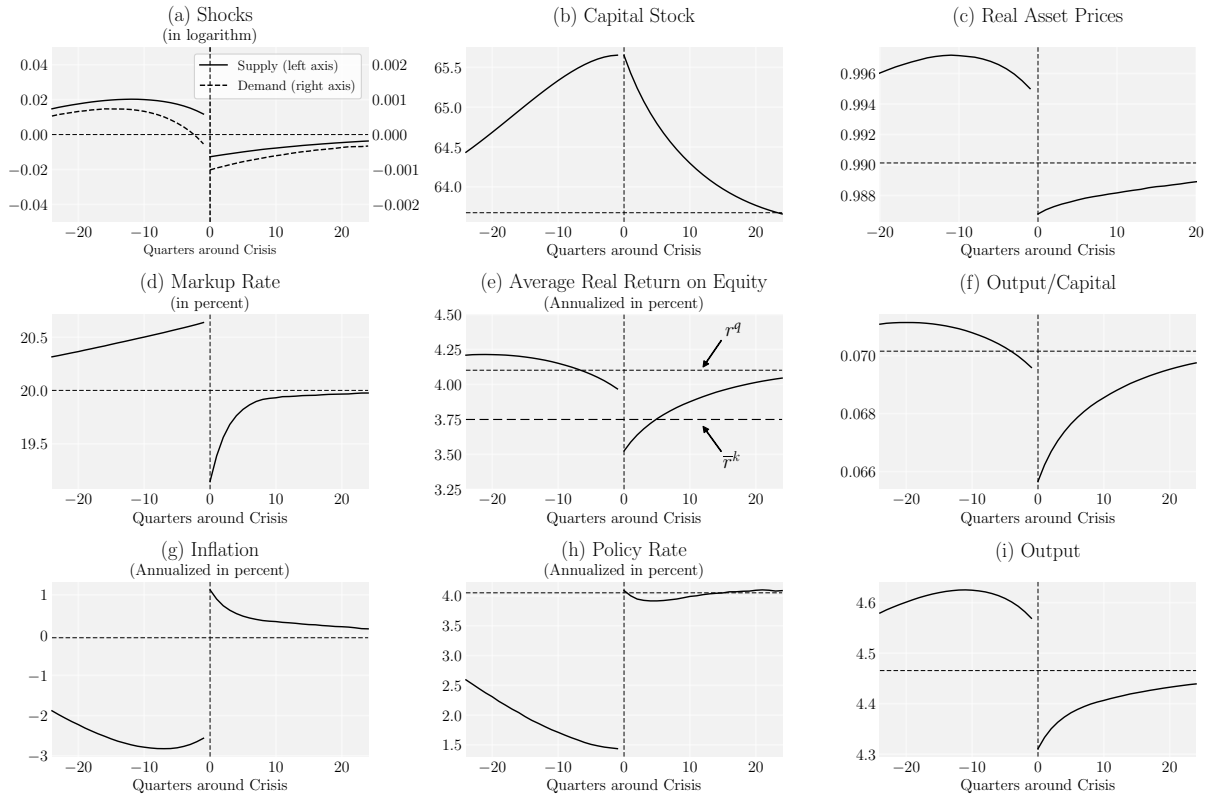 (a) Shocks
(in logarithm)
0.04
0.02
0.00
−0.02
−0.04
0.002
0.001
0.000
−0.001
−0.002
Supply (left axis)
Demand (right axis)
−20 −10 0 10 20
Quarters around Crisis
(b) Capital Stock
65.5
65.0
64.5
64.0
−20 −10 0 10 20
Quarters around Crisis
(c) Real Asset Prices
0.996
0.994
0.992
0.990
0.988
−20 −10 0 10 20
Quarters around Crisis
(d) Markup Rate
(in percent)
20.5
20.0
19.5
−20 −10 0 10 20
Quarters around Crisis
(e) Average Real Return on Equity
(Annualized in percent)
4.50
4.25
4.00
3.75
3.50
3.25
r^q
r̅^k
−20 −10 0 10 20
Quarters around Crisis
(f) Output/Capital
0.070
0.068
0.066
−20 −10 0 10 20
Quarters around Crisis
(g) Inflation
(Annualized in percent)
1
0
−1
−2
−3
−20 −10 0 10 20
Quarters around Crisis
(h) Policy Rate
(Annualized in percent)
4.0
3.5
3.0
2.5
2.0
1.5
−20 −10 0 10 20
Quarters around Crisis
(i) Output
4.6
4.5
4.4
4.3
−20 −10 0 10 20
Quarters around Crisis